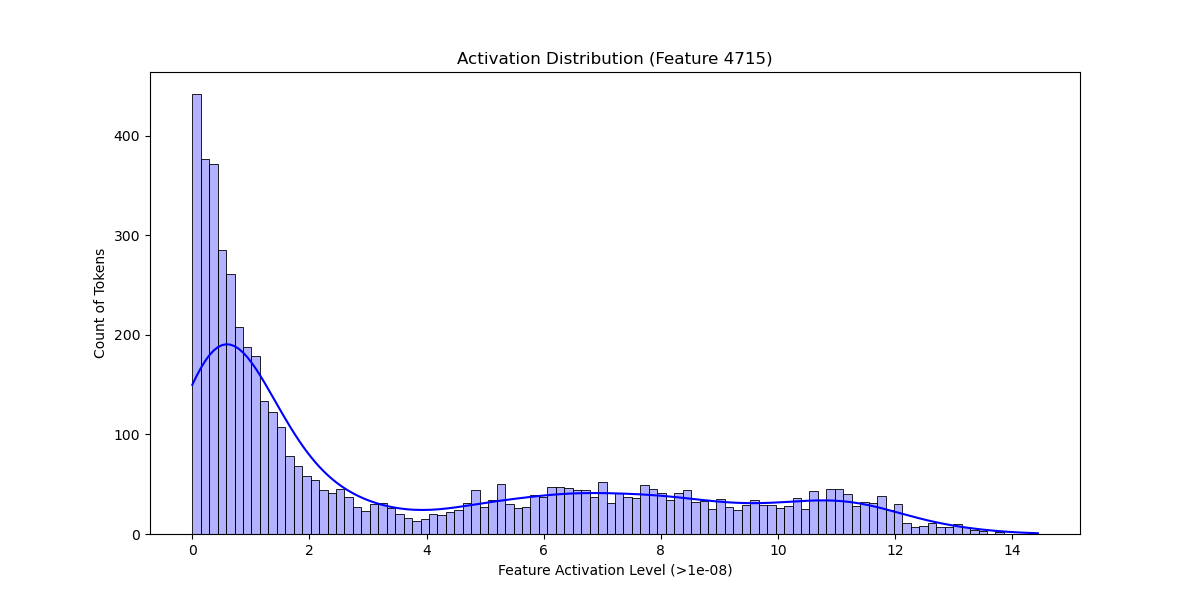 Activation Distribution (Feature 4715)
Count of Tokens
400
300
200
100
0
0 2 4 6 8 10 12 14
Feature Activation Level (>1e-08)